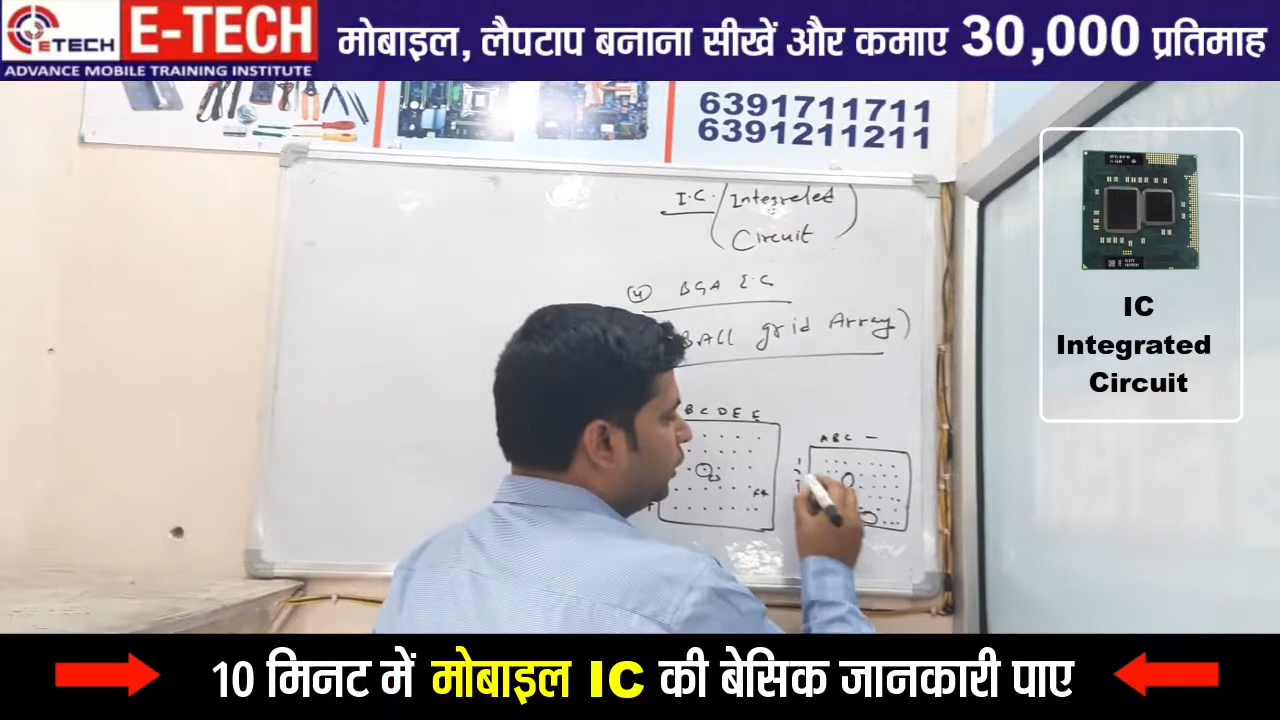 ETECH
E-TECH
ADVANCE MOBILE TRAINING INSTITUTE
मोबाइल, लैपटाप बनाना सीखें और कमाए 30,000 प्रतिमाह
6391711711
6391211211
I.C. (Integreted
Circuit)
(4) BGA I.C
BAll grid Array)
B C D E E
A B C —
IC
Integrated
Circuit
10 मिनट में मोबाइल IC की बेसिक जानकारी पाए